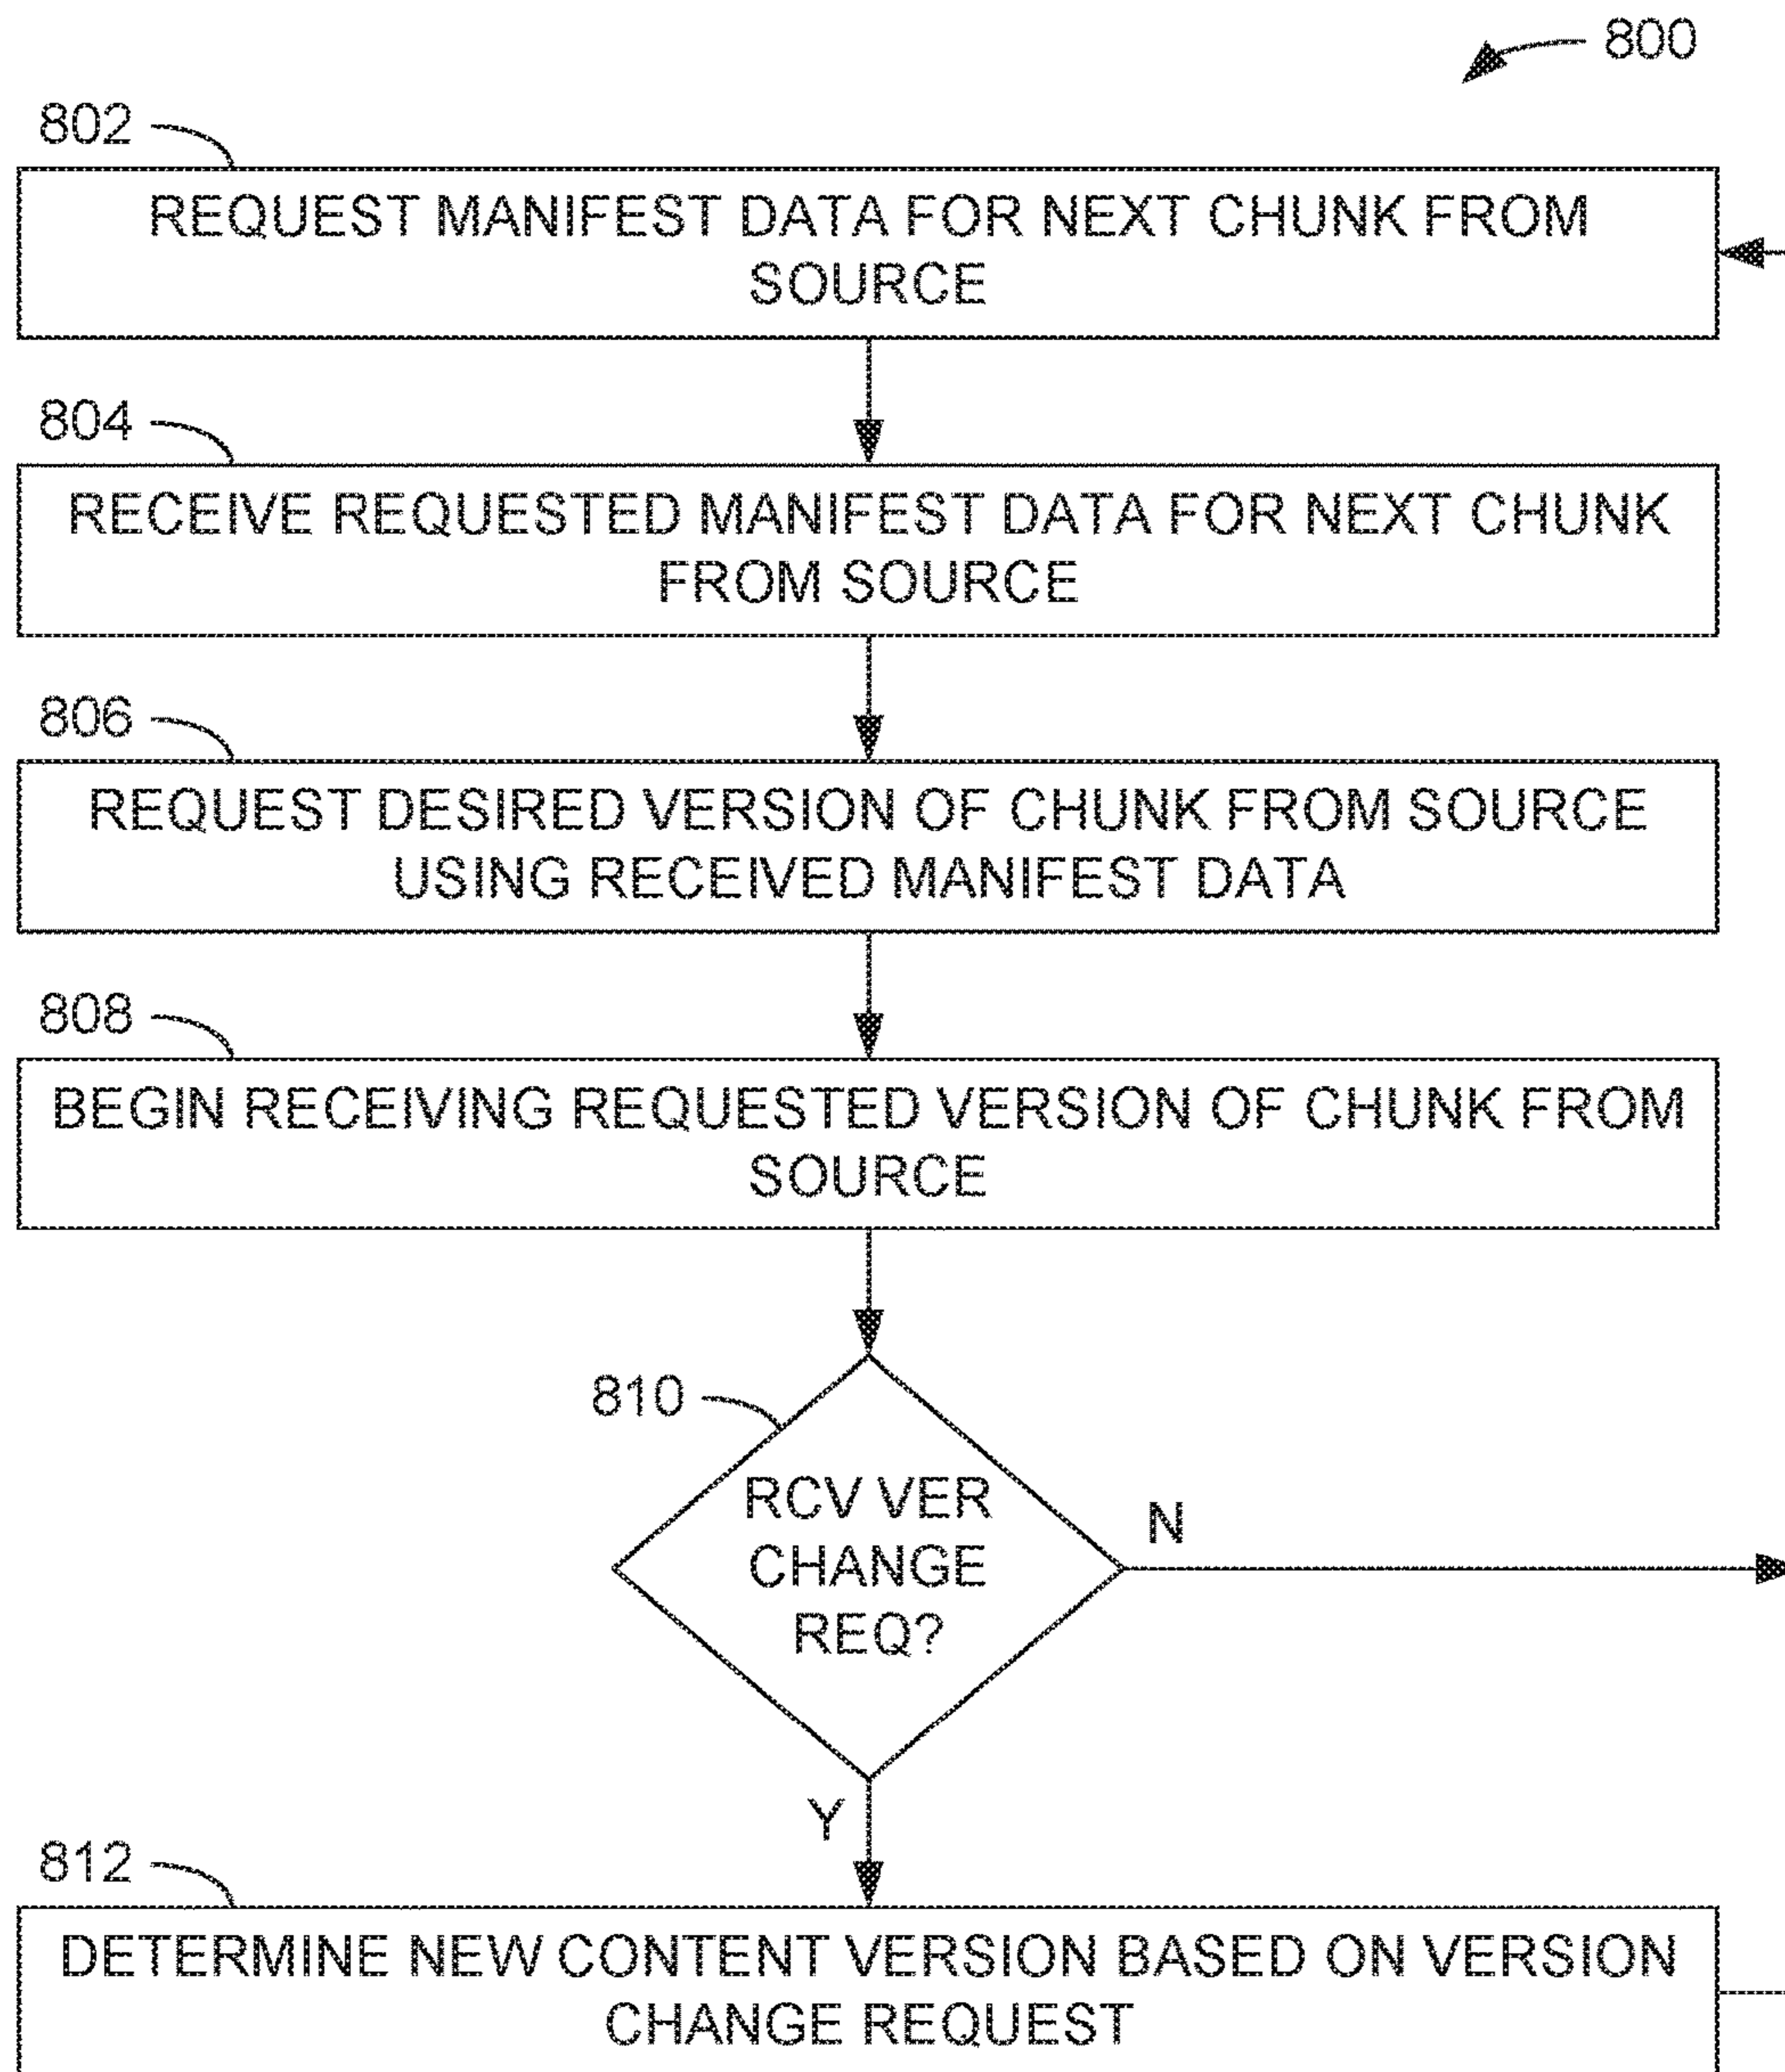 800
802
REQUEST MANIFEST DATA FOR NEXT CHUNK FROM
SOURCE
804
RECEIVE REQUESTED MANIFEST DATA FOR NEXT CHUNK
FROM SOURCE
806
REQUEST DESIRED VERSION OF CHUNK FROM SOURCE
USING RECEIVED MANIFEST DATA
808
BEGIN RECEIVING REQUESTED VERSION OF CHUNK FROM
SOURCE
810
RCV VER
CHANGE
REQ?
N
Y
812
DETERMINE NEW CONTENT VERSION BASED ON VERSION
CHANGE REQUEST